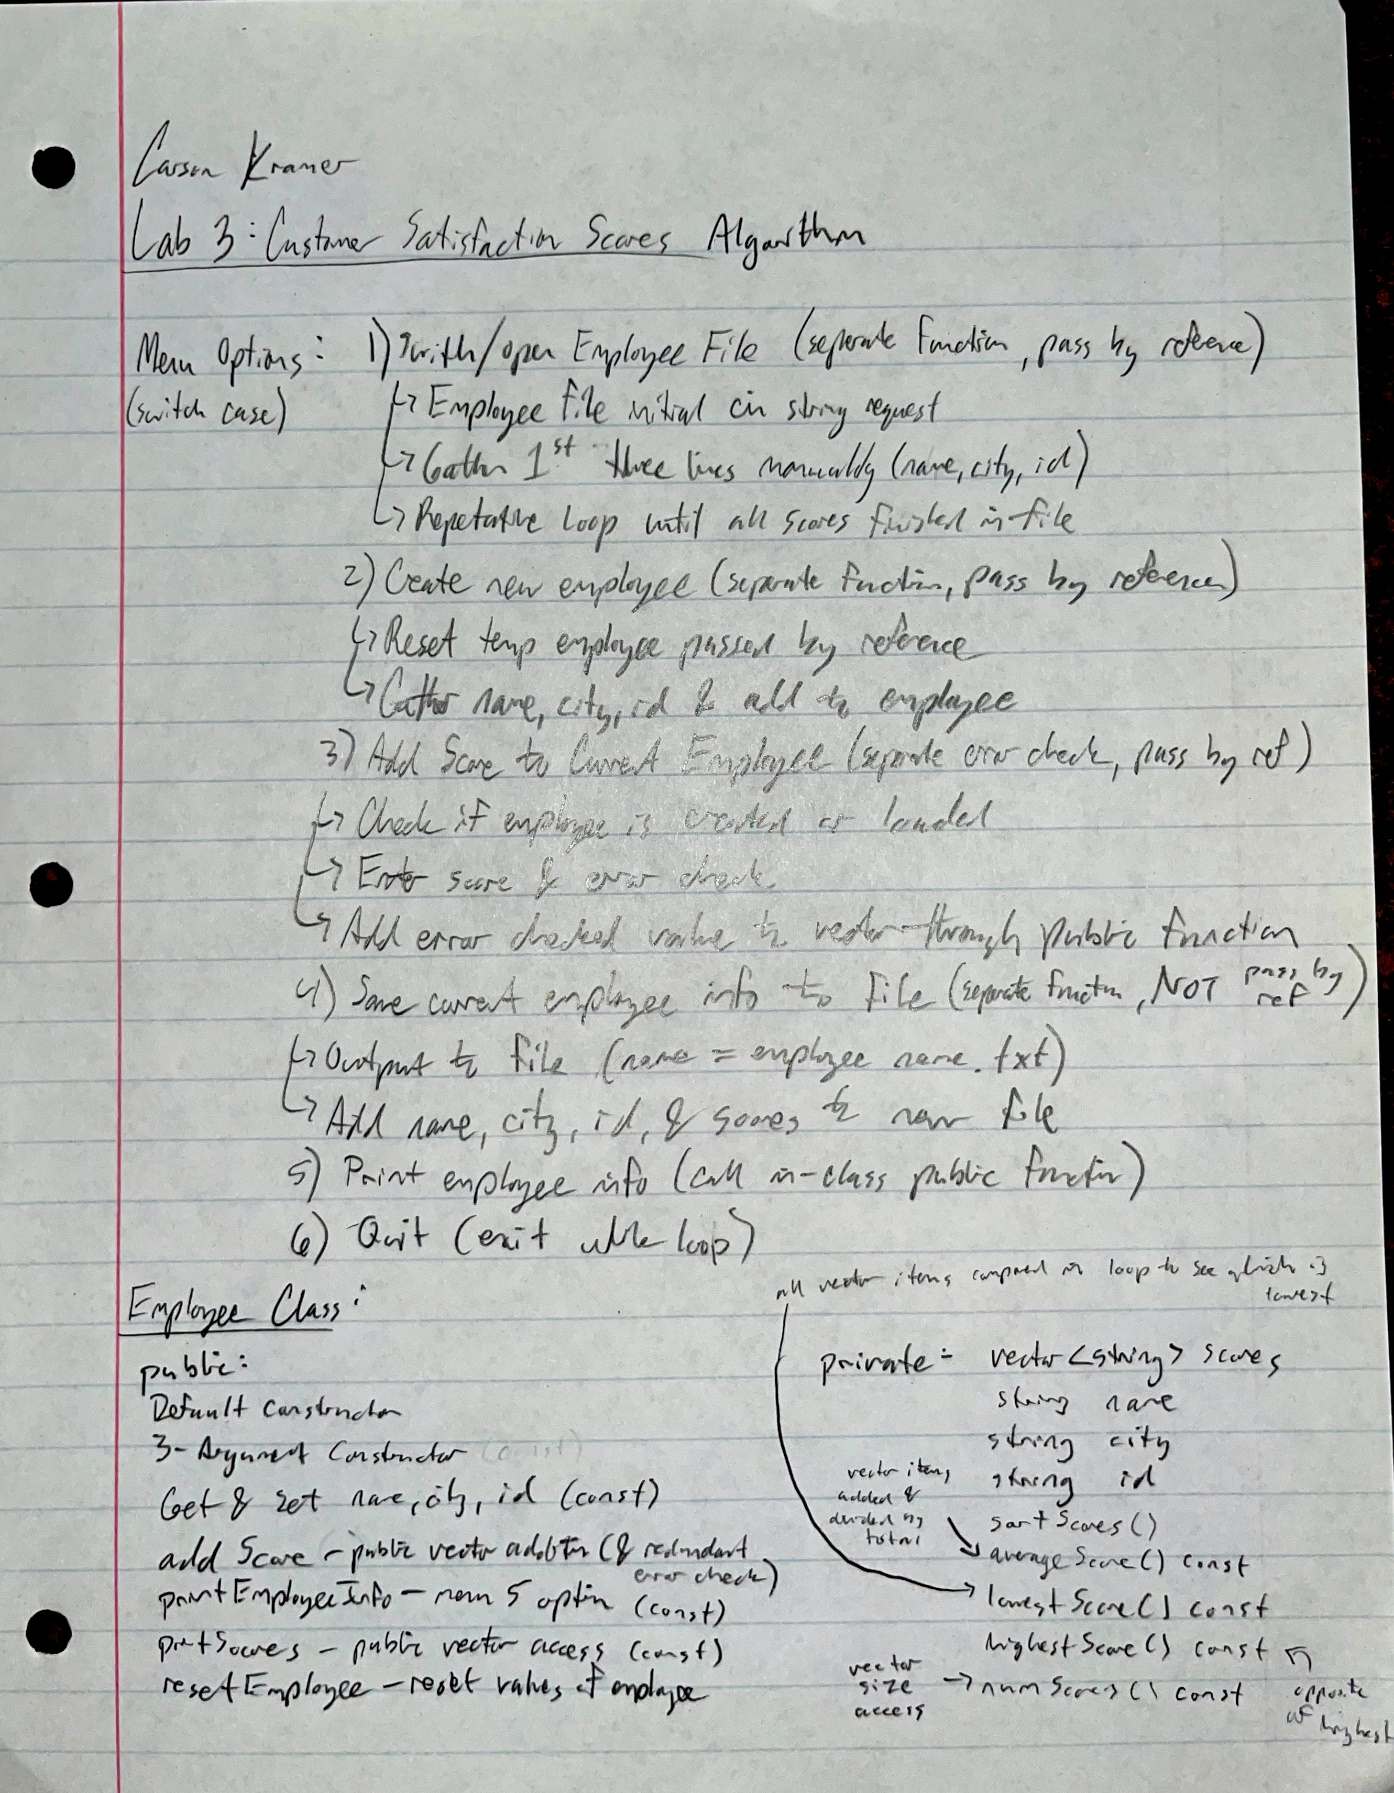 Carson Kramer
Lab 3: Customer Satisfaction Scores Algorithm
Menu Options: 1) Switch/open Employee File (seperate Function, pass by reference)
(switch case) ↳ Employee file initial cin string request
↳ Gather 1st three lines manually (name, city, id)
↳ Repetative Loop until all scores finished in file
2) Create new employee (separate function, pass by reference)
↳ Reset temp employee passed by reference
↳ Gather name, city, id & add to employee
3) Add Score to Current Employee (seperate error check, pass by ref)
↳ Check if employee is created or loaded
↳ Enter score & error check
↳ Add error checked value to vector through public function
4) Save current employee info to file (separate function, NOT pass by ref)
↳ Output to file (name = employee name.txt)
↳ Add name, city, id, & scores to new file
5) Print employee info (call in-class public function)
6) Quit (exit while loop)
all vector items compared in loop to see which is lowest
Employee Class:
public:
Default Constructor
3-Argument Constructor (const)
Get & set name, city, id (const)
add Score - public vector addition (& redundant error check)
printEmployeeInfo - menu 5 option (const)
printScores - public vector access (const)
resetEmployee - reset values of employee
private: vector<string> scores
string name
string city
string id
sortScores()
vector items added & divided by total → averageScore() const
lowestScore() const
highestScore() const
opposite of highest
vector size access → numScores() const